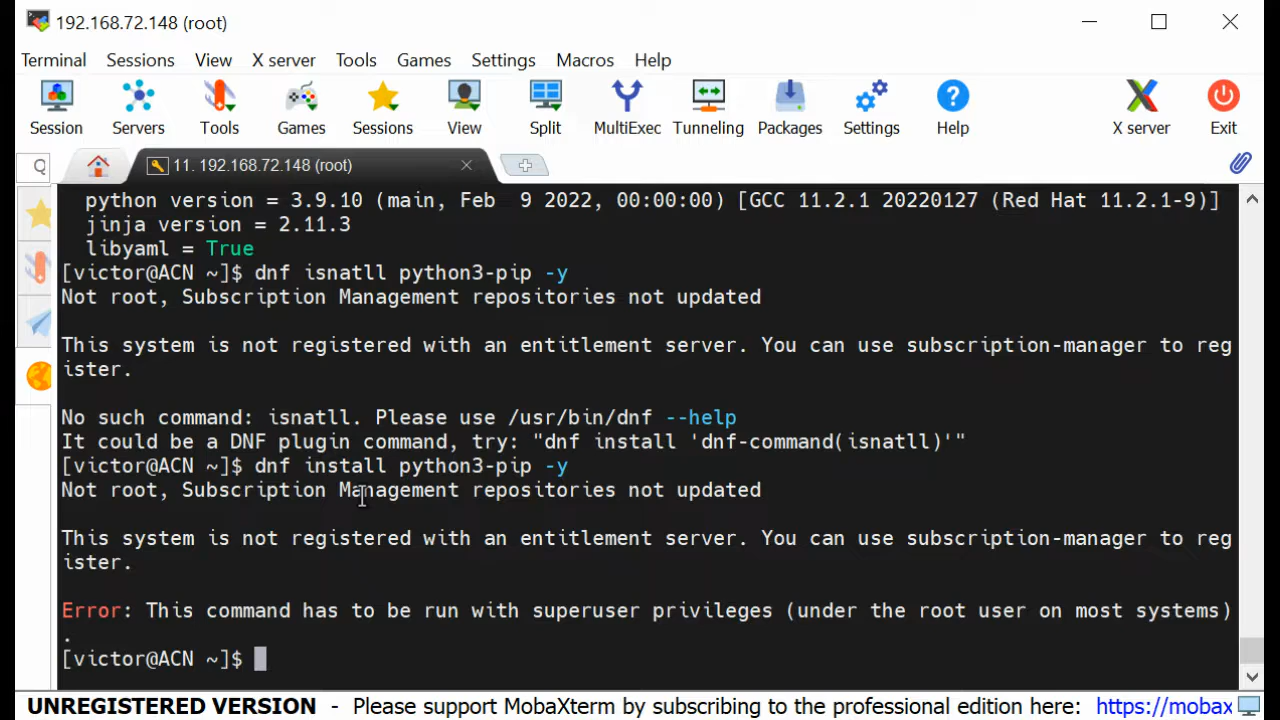 192.168.72.148 (root)
Terminal Sessions View X server Tools Games Settings Macros Help
Session Servers Tools Games Sessions View Split MultiExec Tunneling Packages Settings Help X server Exit
Q 11. 192.168.72.148 (root)
python version = 3.9.10 (main, Feb  9 2022, 00:00:00) [GCC 11.2.1 20220127 (Red Hat 11.2.1-9)]
jinja version = 2.11.3
libyaml = True
[victor@ACN ~]$ dnf isnatll python3-pip -y
Not root, Subscription Management repositories not updated
This system is not registered with an entitlement server. You can use subscription-manager to reg
ister.
No such command: isnatll. Please use /usr/bin/dnf --help
It could be a DNF plugin command, try: "dnf install 'dnf-command(isnatll)'"
[victor@ACN ~]$ dnf install python3-pip -y
Not root, Subscription Management repositories not updated
This system is not registered with an entitlement server. You can use subscription-manager to reg
ister.
Error: This command has to be run with superuser privileges (under the root user on most systems)
.
[victor@ACN ~]$
UNREGISTERED VERSION - Please support MobaXterm by subscribing to the professional edition here: https://mobax